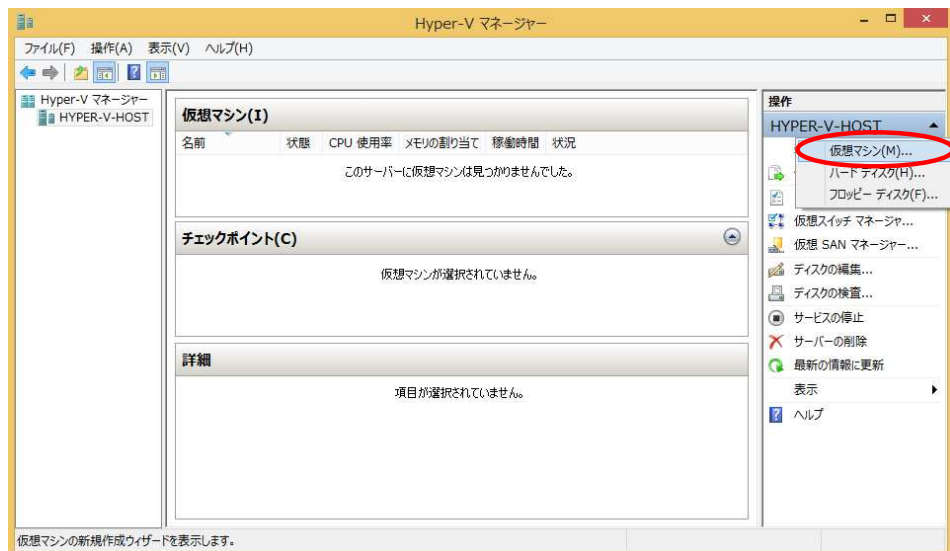 Hyper-V マネージャー
ファイル(F) 操作(A) 表示(V) ヘルプ(H)
Hyper-V マネージャー
HYPER-V-HOST
仮想マシン(I)
名前 状態 CPU 使用率 メモリの割り当て 稼働時間 状況
このサーバーに仮想マシンは見つかりませんでした。
チェックポイント(C)
仮想マシンが選択されていません。
詳細
項目が選択されていません。
操作
HYPER-V-HOST
仮想マシン(M)...
ハード ディスク(H)...
フロッピー ディスク(F)...
仮想スイッチ マネージャ...
仮想 SAN マネージャー...
ディスクの編集...
ディスクの検査...
サービスの停止
サーバーの削除
最新の情報に更新
表示
ヘルプ
仮想マシンの新規作成ウィザードを表示します。